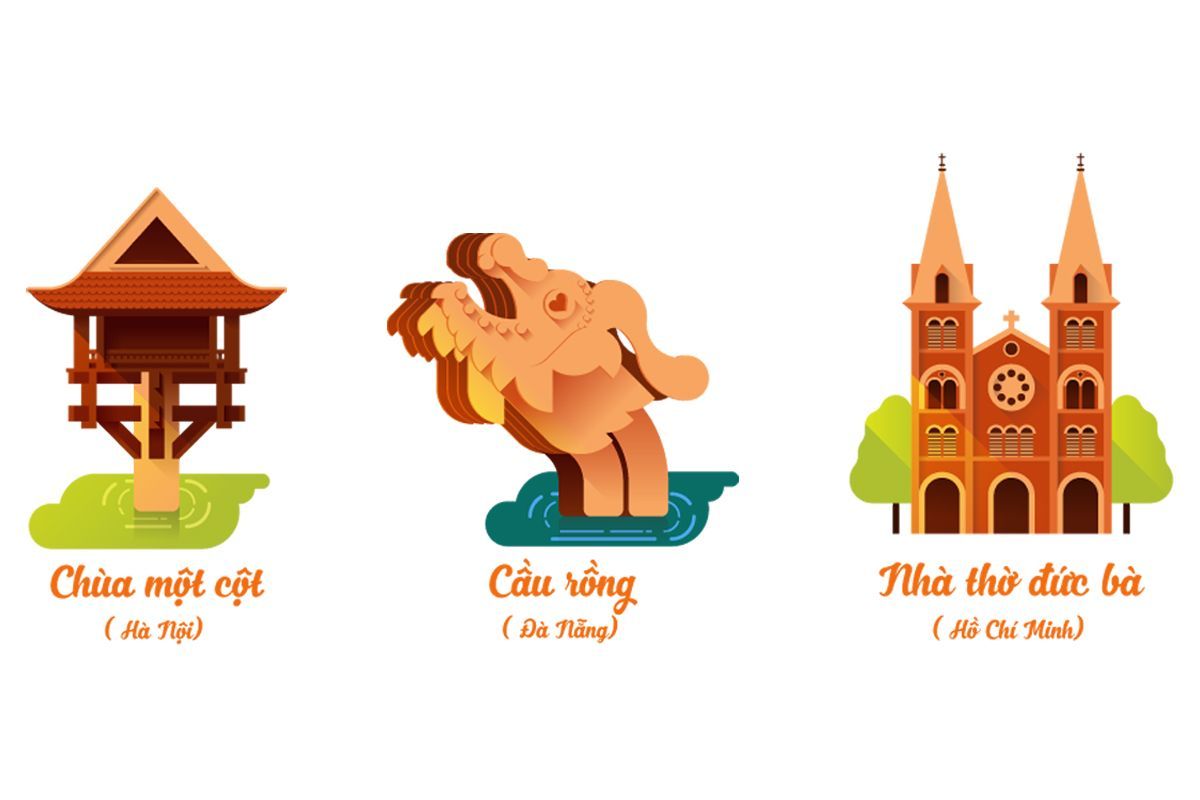 Chùa một cột
( Hà Nội)
Cầu rồng
( Đà Nẵng)
Nhà thờ đức bà
( Hồ Chí Minh)